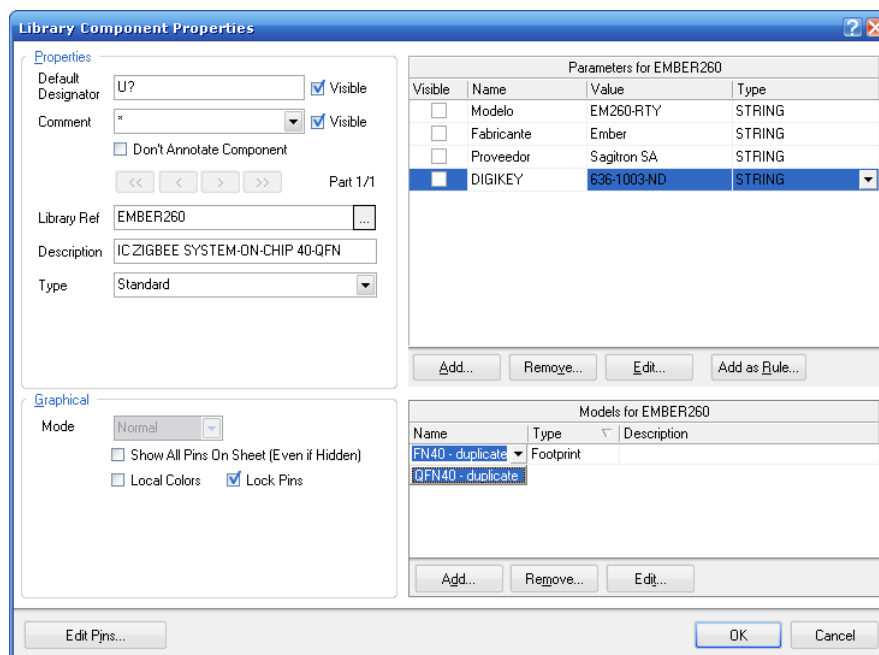 Library Component Properties
Properties
Default Designator U? Visible
Comment * Visible
Don't Annotate Component
<< < > >> Part 1/1
Library Ref EMBER260 ...
Description IC ZIGBEE SYSTEM-ON-CHIP 40-QFN
Type Standard
Parameters for EMBER260
Visible Name Value Type
Modelo EM260-RTY STRING
Fabricante Ember STRING
Proveedor Sagitron SA STRING
DIGIKEY 636-1003-ND STRING
Add... Remove... Edit... Add as Rule...
Graphical
Mode Normal
Show All Pins On Sheet (Even if Hidden)
Local Colors Lock Pins
Models for EMBER260
Name Type Description
FN40 - duplicate Footprint
QFN40 - duplicate
Add... Remove... Edit...
Edit Pins... OK Cancel